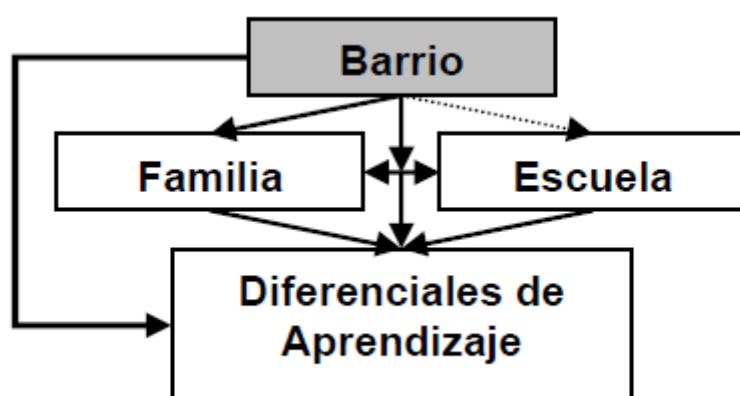 Barrio
Familia
Escuela
Diferenciales de
Aprendizaje